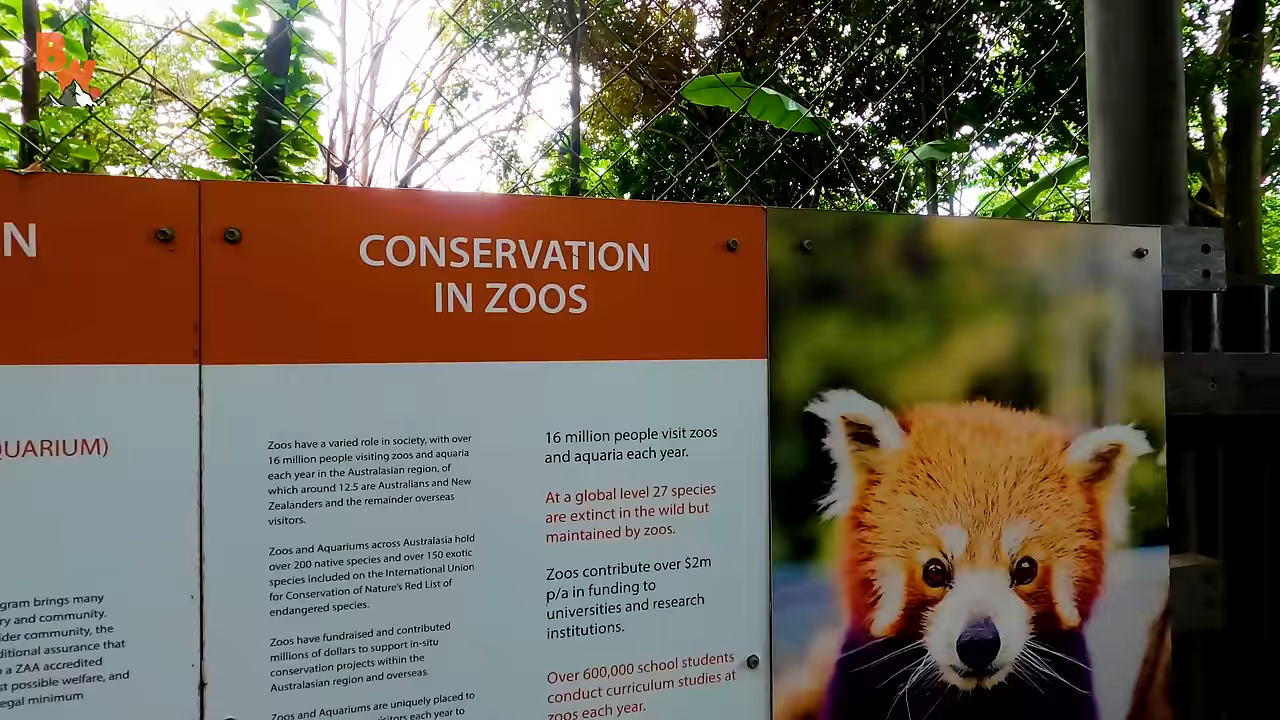 BN
N
CONSERVATION
IN ZOOS
QUARIUM)
gram brings many
ry and community.
ider community, the
ditional assurance that
a ZAA accredited
st possible welfare, and
egal minimum
Zoos have a varied role in society, with over
16 million people visiting zoos and aquaria
each year in the Australasian region, of
which around 12.5 are Australians and New
Zealanders and the remainder overseas
visitors.
Zoos and Aquariums across Australasia hold
over 200 native species and over 150 exotic
species included on the International Union
for Conservation of Nature's Red List of
endangered species.
Zoos have fundraised and contributed
millions of dollars to support in-situ
conservation projects within the
Australasian region and overseas.
Zoos and Aquariums are uniquely placed to
visitors each year to
16 million people visit zoos
and aquaria each year.
At a global level 27 species
are extinct in the wild but
maintained by zoos.
Zoos contribute over $2m
p/a in funding to
universities and research
institutions.
Over 600,000 school students
conduct curriculum studies at
zoos each year.